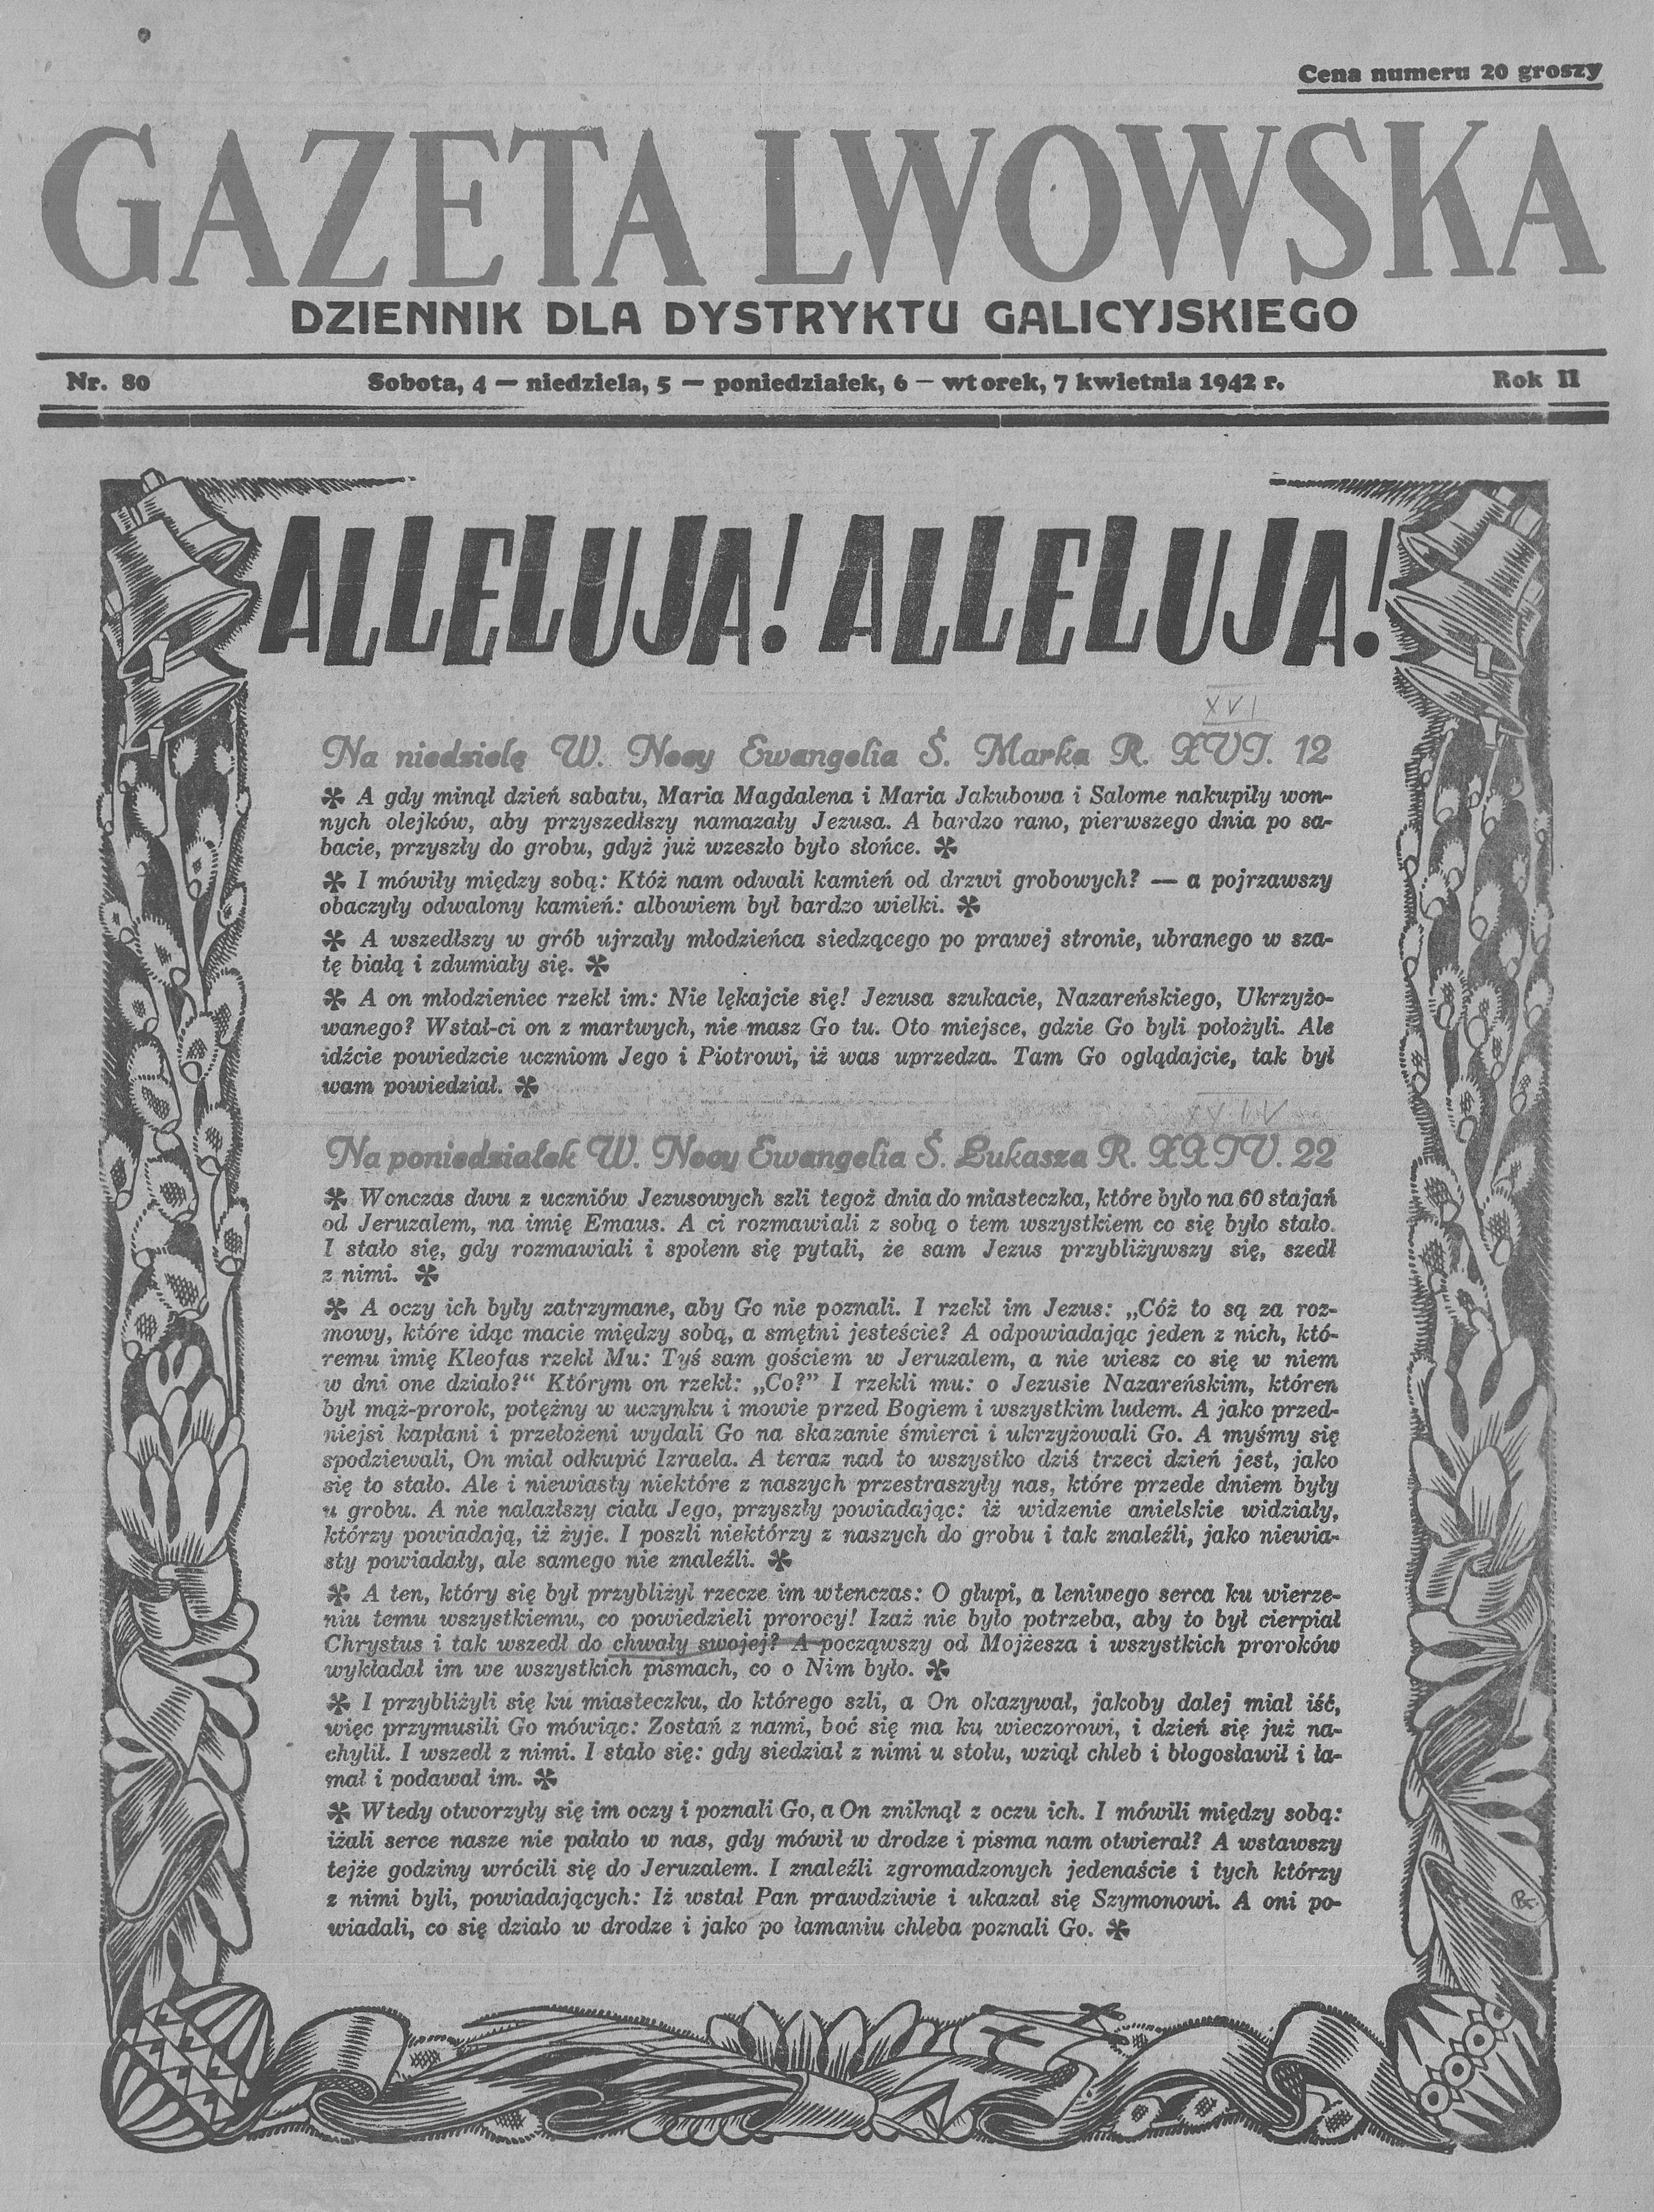 Cena numeru 20 groszy
GAZETA LWOWSKA
DZIENNIK DLA DYSTRYKTU GALICYJSKIEGO
Nr. 80 Sobota, 4 — niedziela, 5 — poniedziałek, 6 — wtorek, 7 kwietnia 1942 r. Rok II
ALLELUJA! ALLELUJA!
XVI
Na niedzielę W. Nocy Ewangelia Ś. Marka R. XVI. 12
✻ A gdy minął dzień sabatu, Maria Magdalena i Maria Jakubowa i Salome nakupiły won-
nych olejków, aby przyszedłszy namazały Jezusa. A bardzo rano, pierwszego dnia po sa-
bacie, przyszły do grobu, gdyż już wzeszło było słońce. ✻
✻ I mówiły między sobą: Któż nam odwali kamień od drzwi grobowych? — a pojrzawszy
obaczyły odwalony kamień: albowiem był bardzo wielki. ✻
✻ A wszedłszy w grób ujrzały młodzieńca siedzącego po prawej stronie, ubranego w sza-
tę białą i zdumiały się. ✻
✻ A on młodzieniec rzekł im: Nie lękajcie się! Jezusa szukacie, Nazareńskiego, Ukrzyżo-
wanego? Wstał-ci on z martwych, nie masz Go tu. Oto miejsce, gdzie Go byli położyli. Ale
idźcie powiedzcie uczniom Jego i Piotrowi, iż was uprzedza. Tam Go oglądajcie, tak był
wam powiedział. ✻
XXIV
Na poniedziałek W. Nocy Ewangelia Ś. Łukasza R. XXIV. 22
✻ Wonczas dwu z uczniów Jezusowych szli tegoż dnia do miasteczka, które było na 60 stajań
od Jeruzalem, na imię Emaus. A ci rozmawiali z sobą o tem wszystkiem co się było stało.
I stało się, gdy rozmawiali i społem się pytali, że sam Jezus przybliżywszy się, szedł
z nimi. ✻
✻ A oczy ich były zatrzymane, aby Go nie poznali. I rzekł im Jezus: „Cóż to są za roz-
mowy, które idąc macie między sobą, a smętni jesteście? A odpowiadając jeden z nich, któ-
remu imię Kleofas rzekł Mu: Tyś sam gościem w Jeruzalem, a nie wiesz co się w niem
w dni one działo?“ Którym on rzekł: „Co?” I rzekli mu: o Jezusie Nazareńskim, któren
był mąż-prorok, potężny w uczynku i mowie przed Bogiem i wszystkim ludem. A jako przed-
niejsi kapłani i przełożeni wydali Go na skazanie śmierci i ukrzyżowali Go. A myśmy się
spodziewali, On miał odkupić Izraela. A teraz nad to wszystko dziś trzeci dzień jest, jako
się to stało. Ale i niewiasty niektóre z naszych przestraszyły nas, które przede dniem były
u grobu. A nie nalazłszy ciała Jego, przyszły powiadając: iż widzenie anielskie widziały,
którzy powiadają, iż żyje. I poszli niektórzy z naszych do grobu i tak znaleźli, jako niewia-
sty powiadały, ale samego nie znaleźli. ✻
✻ A ten, który się był przybliżył rzecze im wtenczas: O głupi, a leniwego serca ku wierze-
niu temu wszystkiemu, co powiedzieli prorocy! Izaż nie było potrzeba, aby to był cierpiał
Chrystus i tak wszedł do chwały swojej? A począwszy od Mojżesza i wszystkich proroków
wykładał im we wszystkich pismach, co o Nim było. ✻
✻ I przybliżyli się ku miasteczku, do którego szli, a On okazywał, jakoby dalej miał iść,
więc przymusili Go mówiąc: Zostań z nami, boć się ma ku wieczorowi, i dzień się już na-
chylił. I wszedł z nimi. I stało się: gdy siedział z nimi u stołu, wziął chleb i błogosławił i ła-
mał i podawał im. ✻
✻ Wtedy otworzyły się im oczy i poznali Go, a On zniknął z oczu ich. I mówili między sobą:
iżali serce nasze nie pałało w nas, gdy mówił w drodze i pisma nam otwierał? A wstawszy
tejże godziny wrócili się do Jeruzalem. I znaleźli zgromadzonych jedenaście i tych którzy
z nimi byli, powiadających: Iż wstał Pan prawdziwie i ukazał się Szymonowi. A oni po-
wiadali, co się działo w drodze i jako po łamaniu chleba poznali Go. ✻